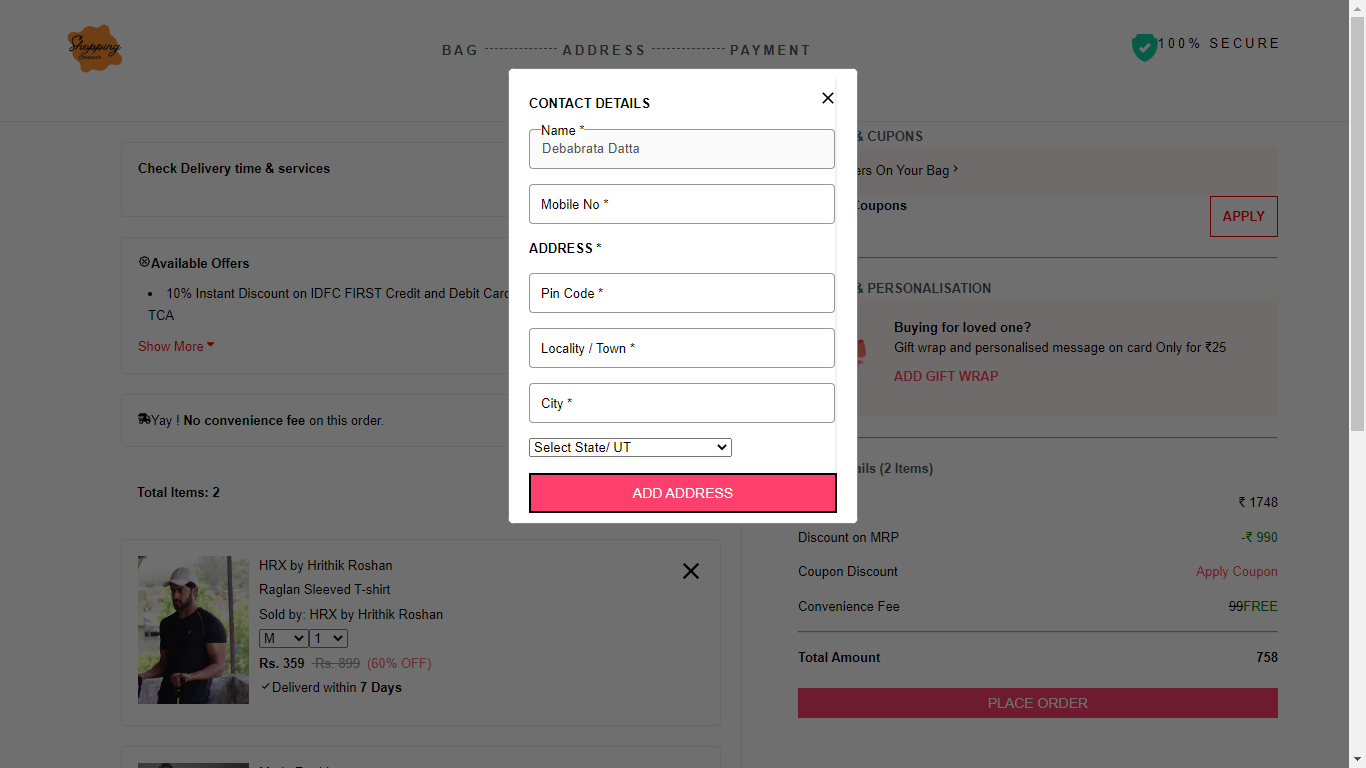 Shopping
BAG ------------ ADDRESS ------------ PAYMENT
100% SECURE
CONTACT DETAILS
Name *
Debabrata Datta
Mobile No *
ADDRESS *
Pin Code *
Locality / Town *
City *
Select State/ UT
ADD ADDRESS
Check Delivery time & services
Available Offers
• 10% Instant Discount on IDFC FIRST Credit and Debit Card
TCA
Show More
Yay ! No convenience fee on this order.
Total Items: 2
HRX by Hrithik Roshan
Raglan Sleeved T-shirt
Sold by: HRX by Hrithik Roshan
M 1
Rs. 359 Rs. 899 (60% OFF)
Deliverd within 7 Days
& CUPONS
On Your Bag
Coupons
APPLY
& PERSONALISATION
Buying for loved one?
Gift wrap and personalised message on card Only for ₹25
ADD GIFT WRAP
(2 Items)
₹ 1748
Discount on MRP -₹ 990
Coupon Discount Apply Coupon
Convenience Fee 99FREE
Total Amount 758
PLACE ORDER